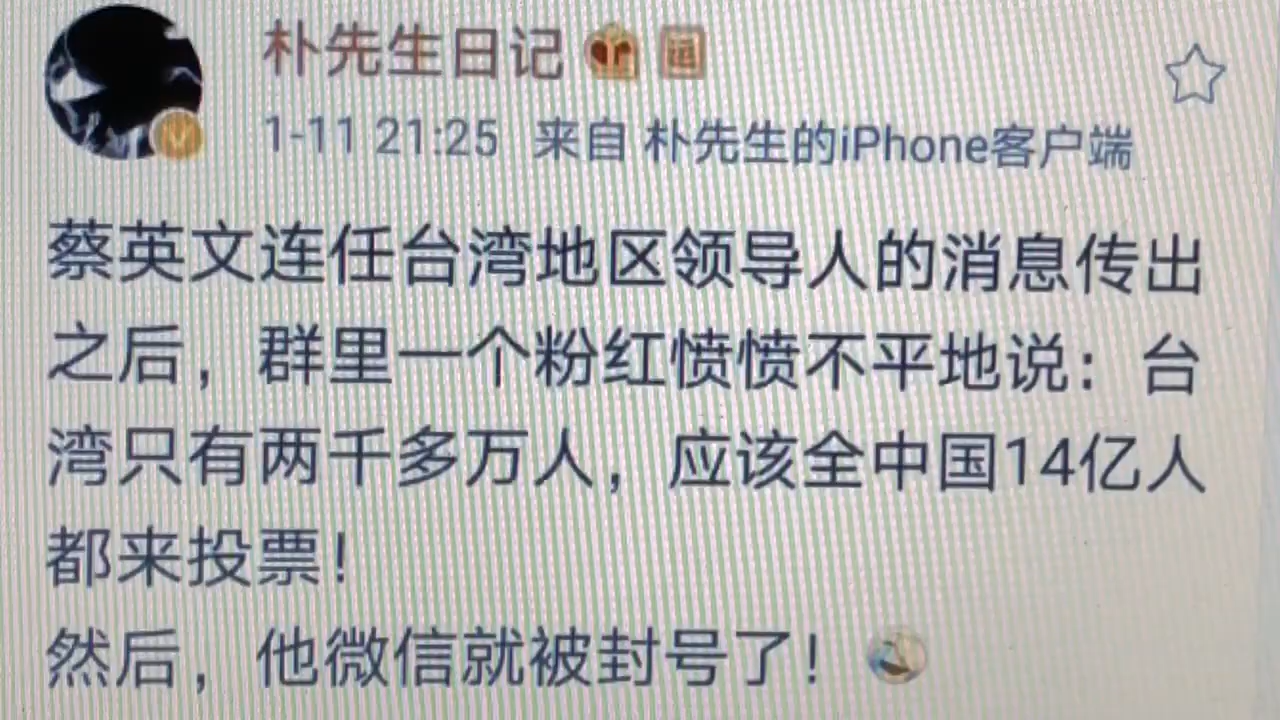 朴先生日记
1-11 21:25 来自 朴先生的iPhone客户端
蔡英文连任台湾地区领导人的消息传出
之后，群里一个粉红愤愤不平地说：台
湾只有两千多万人，应该全中国14亿人
都来投票！
然后，他微信就被封号了！